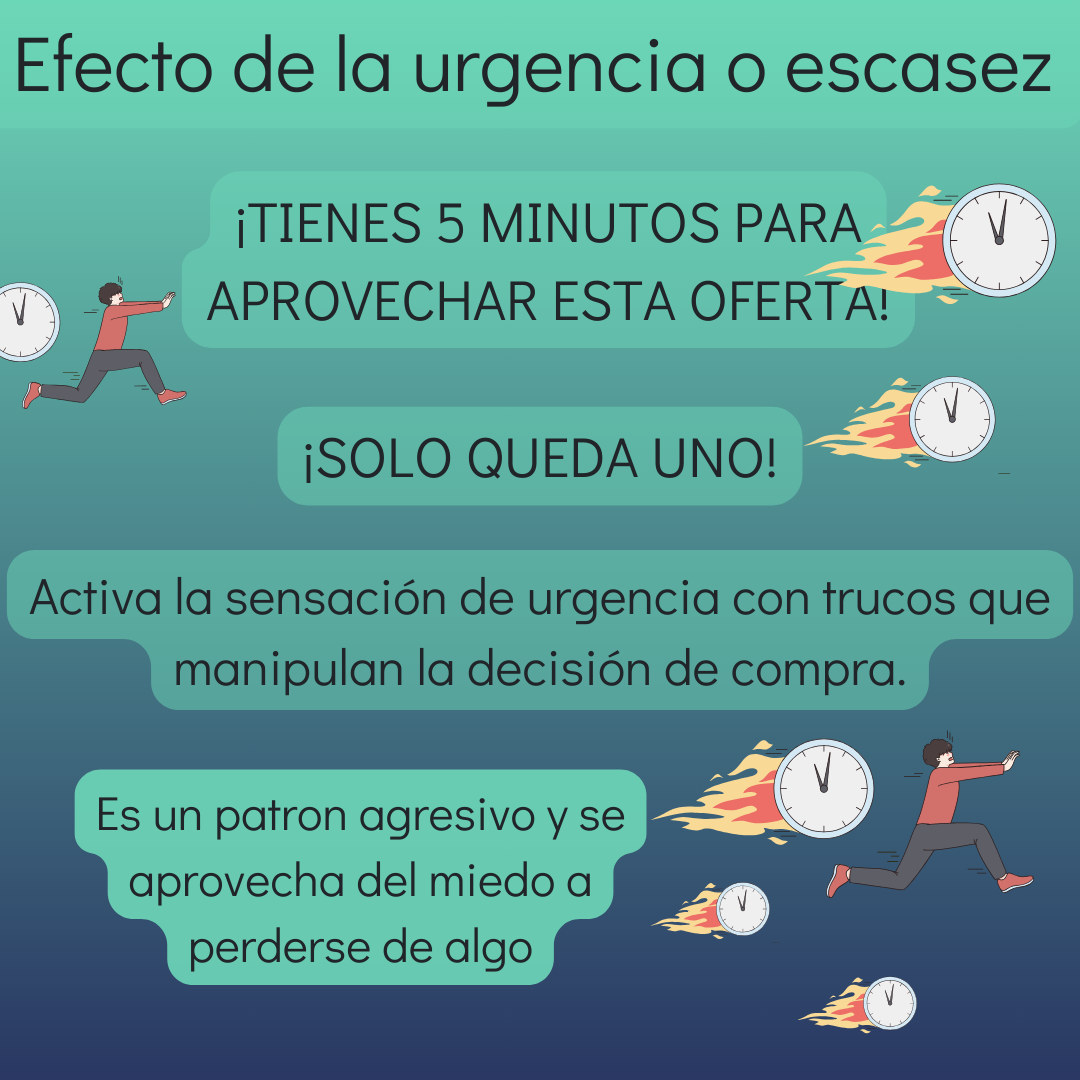 Efecto de la urgencia o escasez
¡TIENES 5 MINUTOS PARA
APROVECHAR ESTA OFERTA!
¡SOLO QUEDA UNO!
Activa la sensación de urgencia con trucos que
manipulan la decisión de compra.
Es un patron agresivo y se
aprovecha del miedo a
perderse de algo